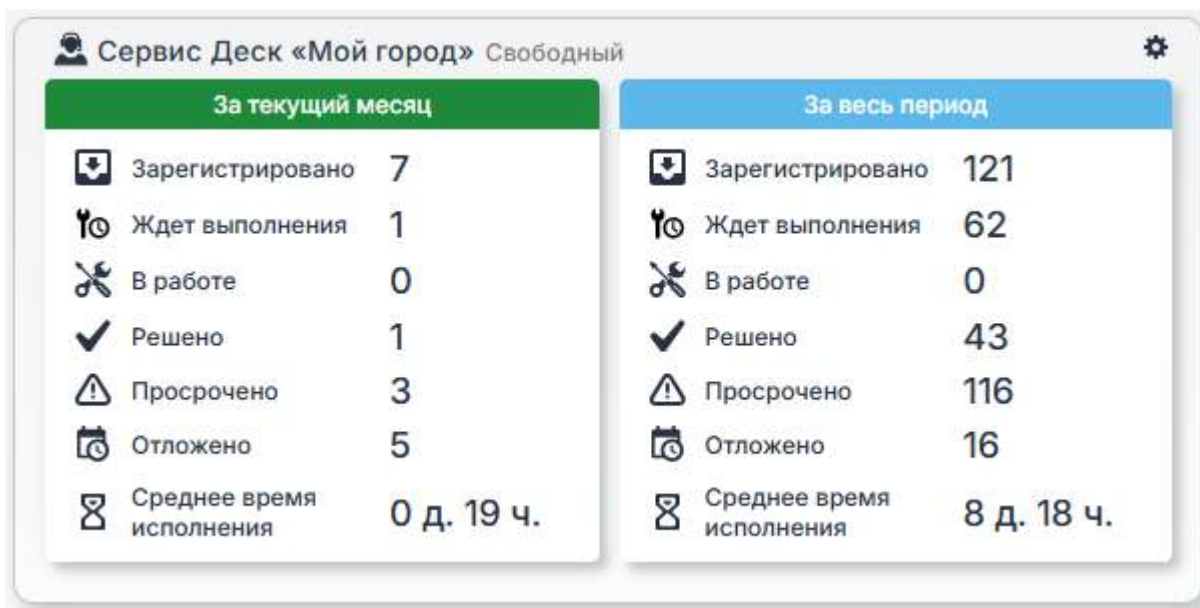 Сервис Деск «Мой город» Свободный
За текущий месяц
Зарегистрировано 7
Ждет выполнения 1
В работе 0
Решено 1
Просрочено 3
Отложено 5
Среднее время
исполнения 0 д. 19 ч.
За весь период
Зарегистрировано 121
Ждет выполнения 62
В работе 0
Решено 43
Просрочено 116
Отложено 16
Среднее время
исполнения 8 д. 18 ч.